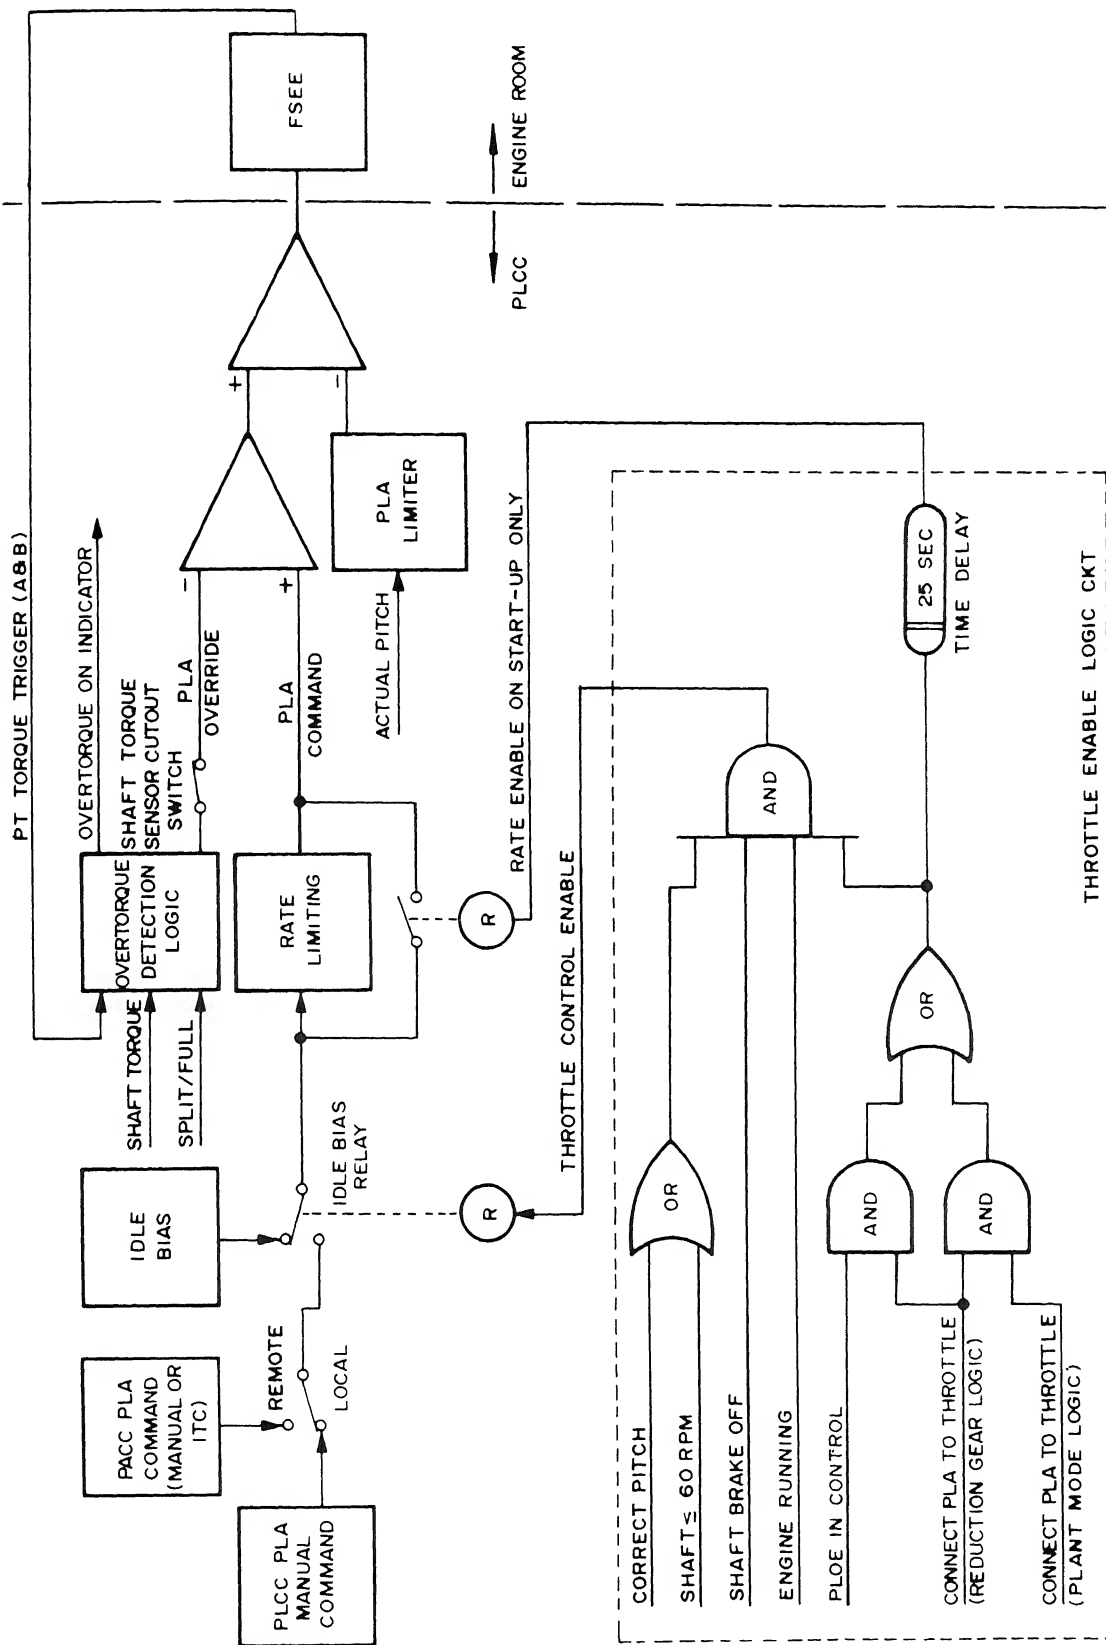 PT TORQUE TRIGGER (A&B)
FSEE
PLCC
ENGINE ROOM
OVERTORQUE ON INDICATOR
SHAFT TORQUE
SENSOR CUTOUT
SWITCH
PLA
OVERRIDE
-
+
+
-
PLA
COMMAND
PLA
LIMITER
ACTUAL PITCH
OVERTORQUE
DETECTION
LOGIC
SHAFT TORQUE
SPLIT/FULL
RATE
LIMITING
R
RATE ENABLE ON START-UP ONLY
IDLE
BIAS
IDLE BIAS
RELAY
R
THROTTLE CONTROL ENABLE
PACC PLA
COMMAND
(MANUAL OR
ITC)
REMOTE
LOCAL
PLCC PLA
MANUAL
COMMAND
CORRECT PITCH
SHAFT ≤ 60 RPM
OR
SHAFT BRAKE OFF
ENGINE RUNNING
AND
PLOE IN CONTROL
AND
CONNECT PLA TO THROTTLE
(REDUCTION GEAR LOGIC)
AND
CONNECT PLA TO THROTTLE
(PLANT MODE LOGIC)
OR
25 SEC
TIME DELAY
THROTTLE ENABLE LOGIC CKT